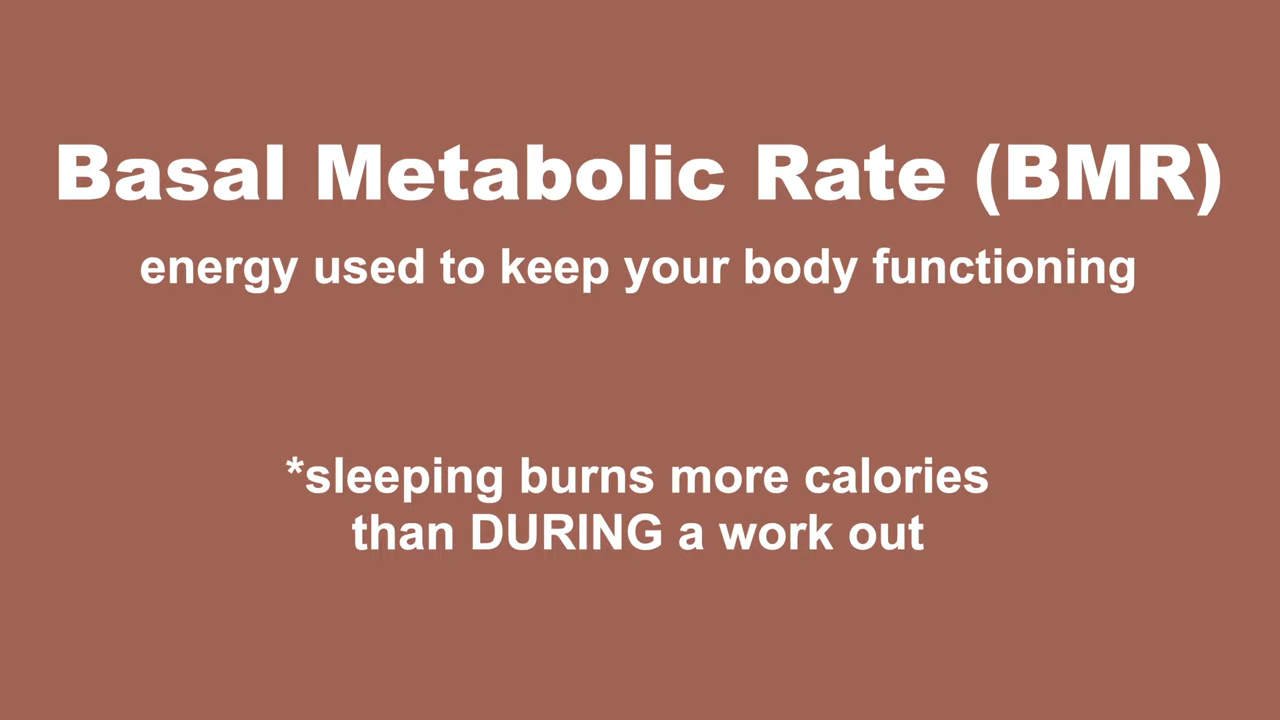 Basal Metabolic Rate (BMR)
energy used to keep your body functioning
*sleeping burns more calories
than DURING a work out